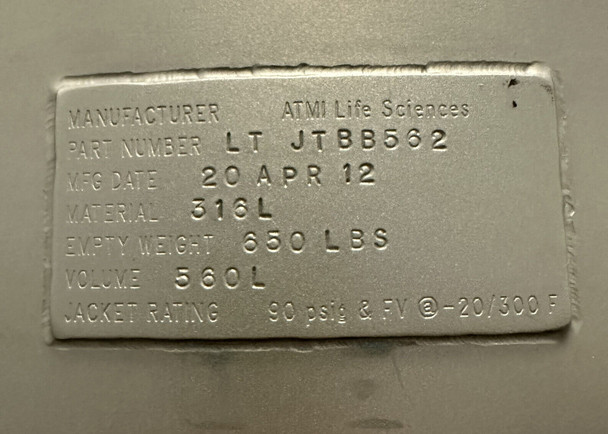 MANUFACTURER ATMI Life Sciences
PART NUMBER LT JTBB562
MFG DATE 20 APR 12
MATERIAL 316L
EMPTY WEIGHT 650 LBS
VOLUME 560L
JACKET RATING 90 psig & FV @-20/300 F